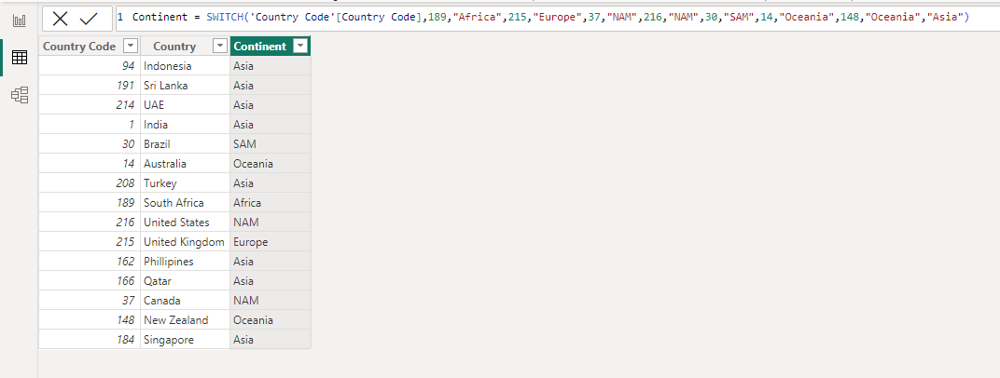 1 Continent = SWITCH('Country Code'[Country Code],189,"Africa",215,"Europe",37,"NAM",216,"NAM",30,"SAM",14,"Oceania",148,"Oceania","Asia")
Country Code Country Continent
94 Indonesia Asia
191 Sri Lanka Asia
214 UAE Asia
1 India Asia
30 Brazil SAM
14 Australia Oceania
208 Turkey Asia
189 South Africa Africa
216 United States NAM
215 United Kingdom Europe
162 Phillipines Asia
166 Qatar Asia
37 Canada NAM
148 New Zealand Oceania
184 Singapore Asia